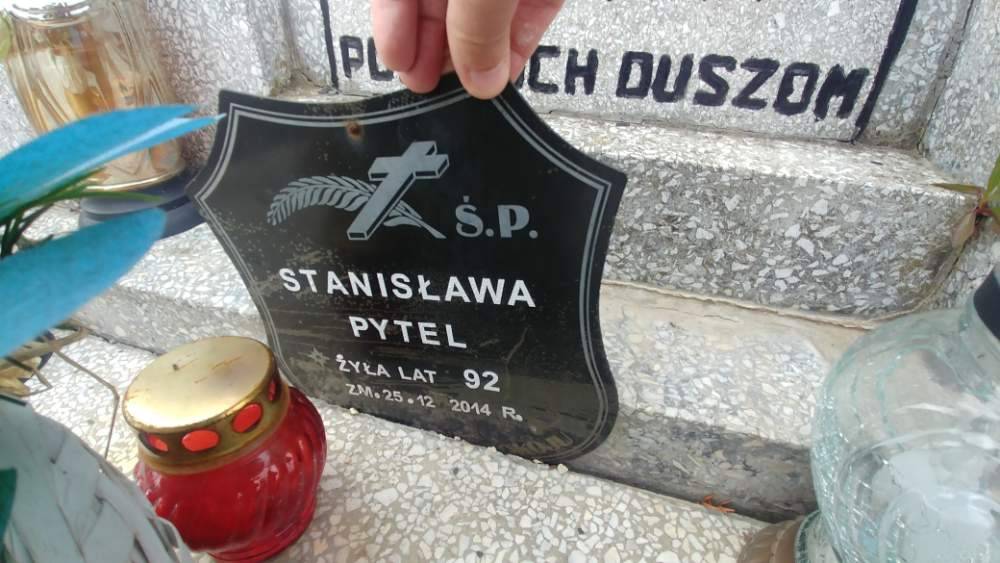 DUSZOM
Ś.P.
STANISŁAWA
PYTEL
ŻYŁA LAT 92
ZM.25.12 2014 R.